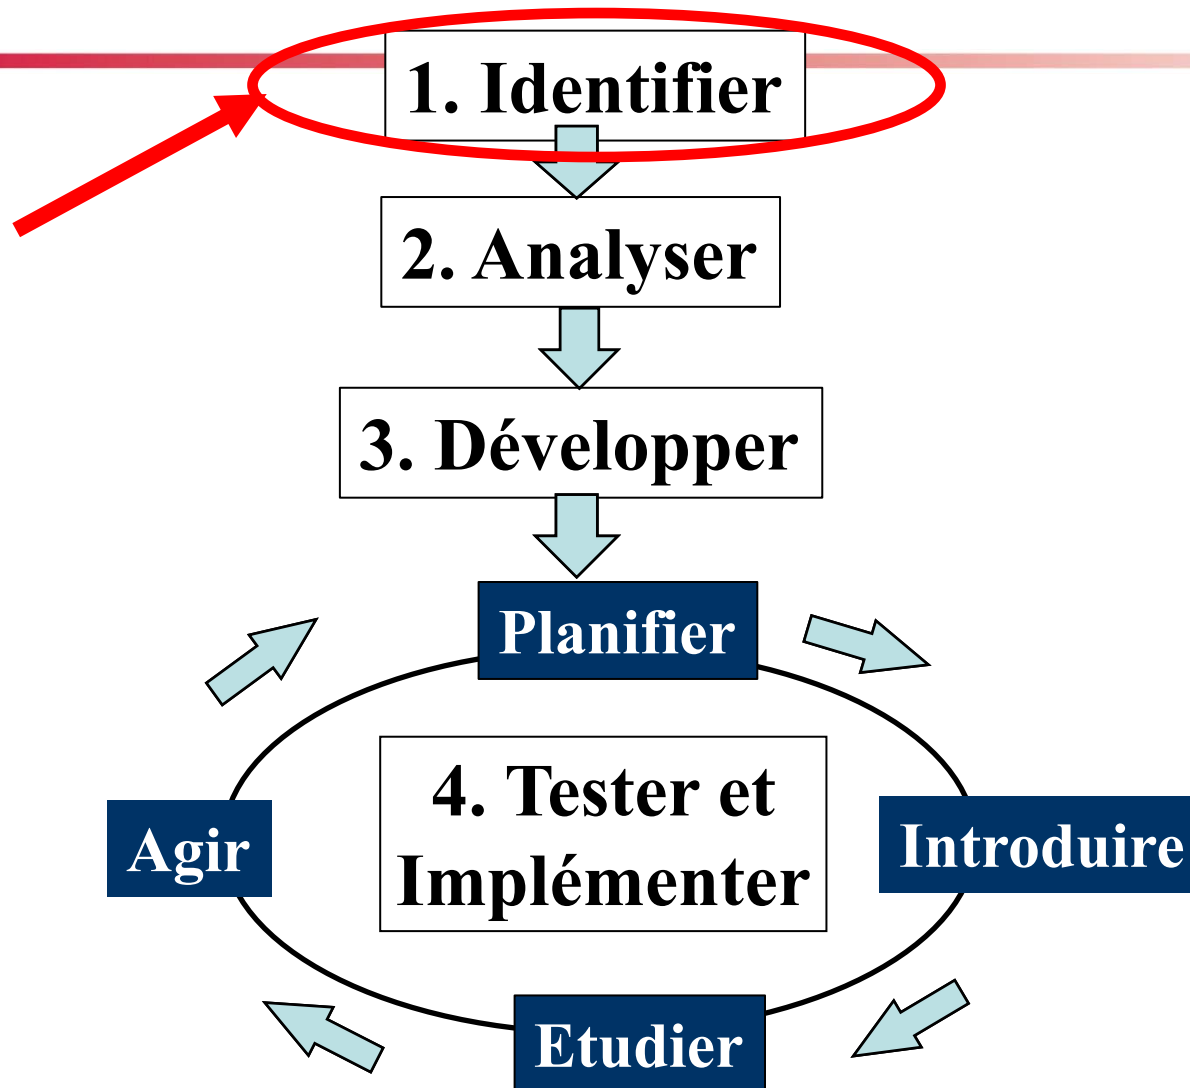 1. Identifier
2. Analyser
3. Développer
Planifier
4. Tester et
Implémenter
Agir
Introduire
Etudier